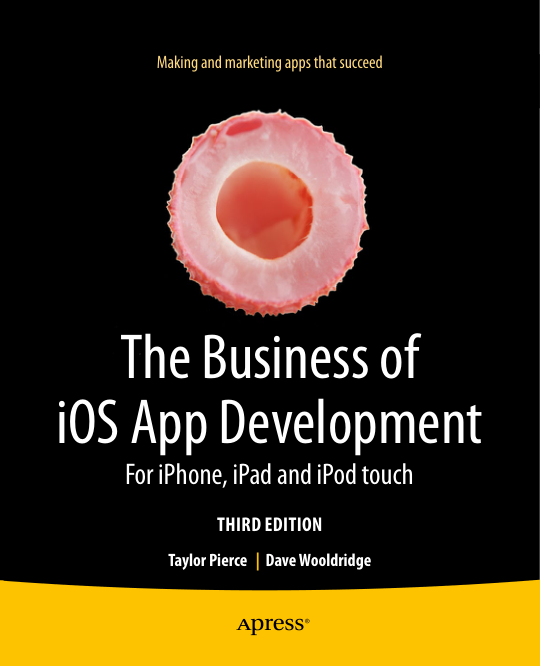 Making and marketing apps that succeed
The Business of
iOS App Development
For iPhone, iPad and iPod touch
THIRD EDITION
Taylor Pierce | Dave Wooldridge
Apress®